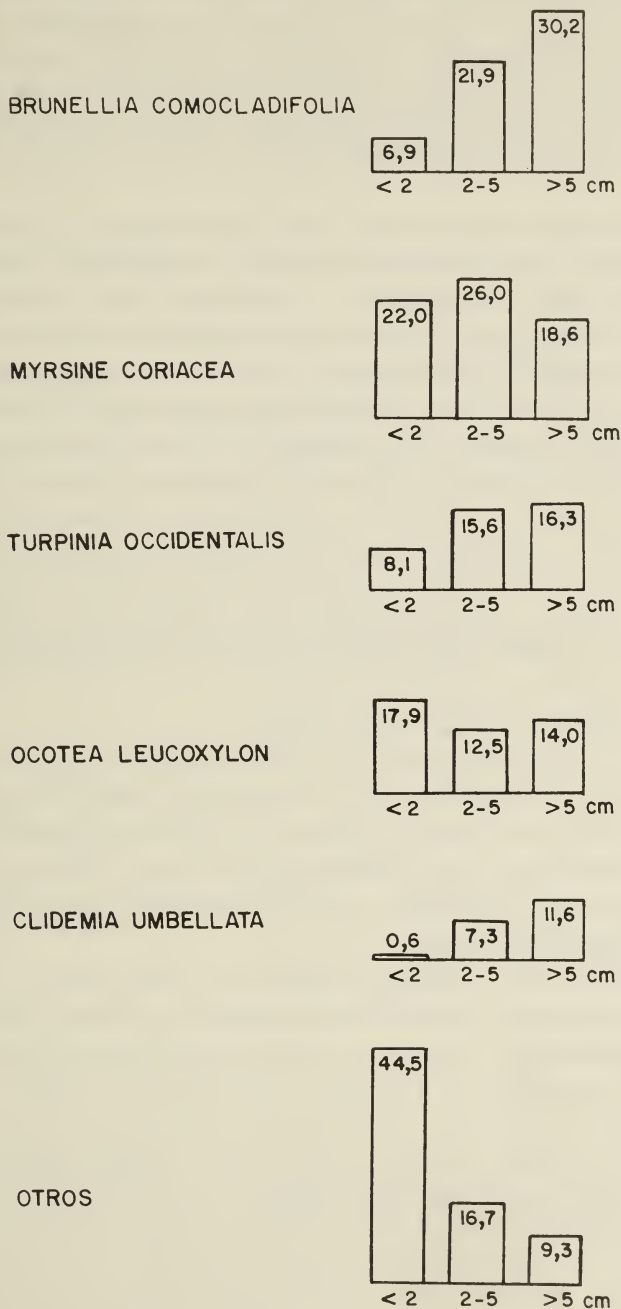 30,2
21,9
BRUNELLIA COMOCLADIFOLIA
6,9
< 2 2-5 >5 cm
26,0
22,0
18,6
MYRSINE CORIACEA
< 2 2-5 >5 cm
15,6 16,3
TURPINIA OCCIDENTALIS
8,1
< 2 2-5 >5 cm
17,9
12,5 14,0
OCOTEA LEUCOXYLON
< 2 2-5 >5 cm
11,6
CLIDEMIA UMBELLATA
0,6 7,3
< 2 2-5 >5 cm
44,5
OTROS
16,7
9,3
< 2 2-5 >5 cm